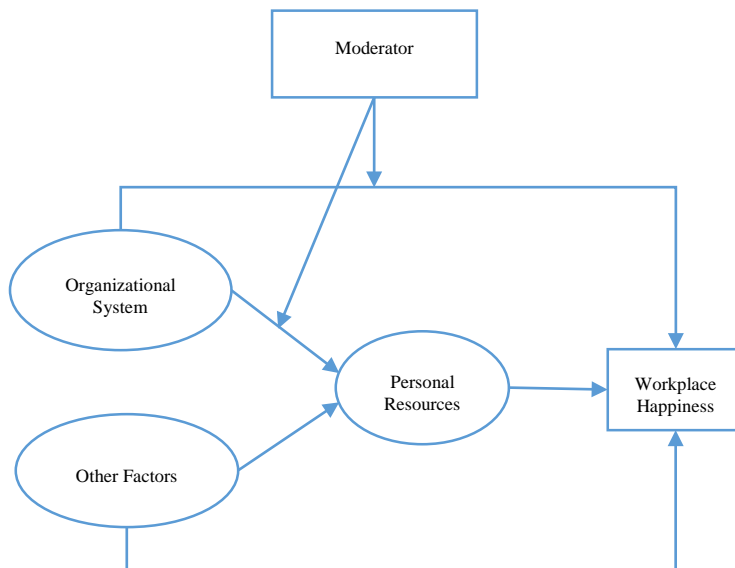 Moderator
Organizational
System
Personal
Resources
Workplace
Happiness
Other Factors